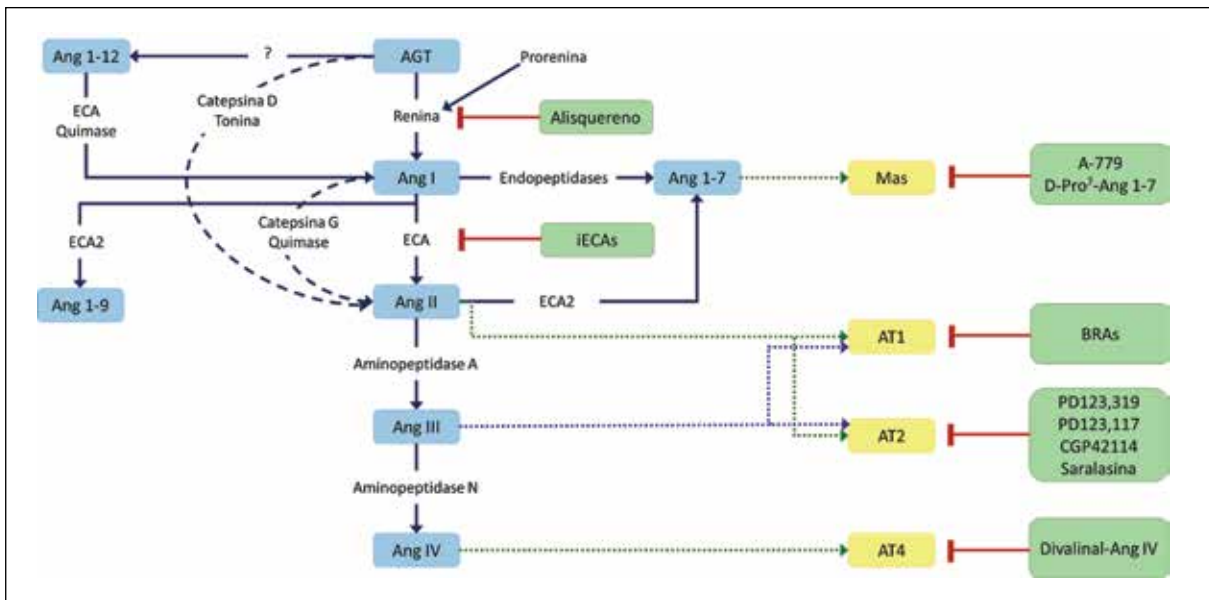 Ang 1-12
?
AGT
Prorenina
ECA
Quimase
Catepsina D
Tonina
Renina
Alisquereno
Ang I
Endopeptidases
Ang 1-7
Mas
A-779
D-Pro⁷-Ang 1-7
ECA2
Catepsina G
Quimase
ECA
iECAs
Ang 1-9
Ang II
ECA2
AT1
BRAs
Aminopeptidase A
Ang III
AT2
PD123,319
PD123,117
CGP42114
Saralasina
Aminopeptidase N
Ang IV
AT4
Divalinal-Ang IV